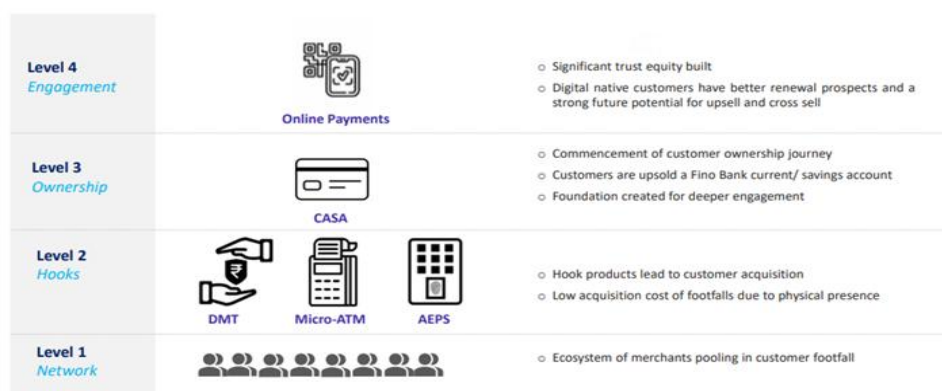 Level 4
Engagement
Online Payments
o Significant trust equity built
o Digital native customers have better renewal prospects and a
strong future potential for upsell and cross sell
Level 3
Ownership
CASA
o Commencement of customer ownership journey
o Customers are upsold a Fino Bank current/ savings account
o Foundation created for deeper engagement
Level 2
Hooks
₹
DMT
Micro-ATM
AEPS
o Hook products lead to customer acquisition
o Low acquisition cost of footfalls due to physical presence
Level 1
Network
o Ecosystem of merchants pooling in customer footfall